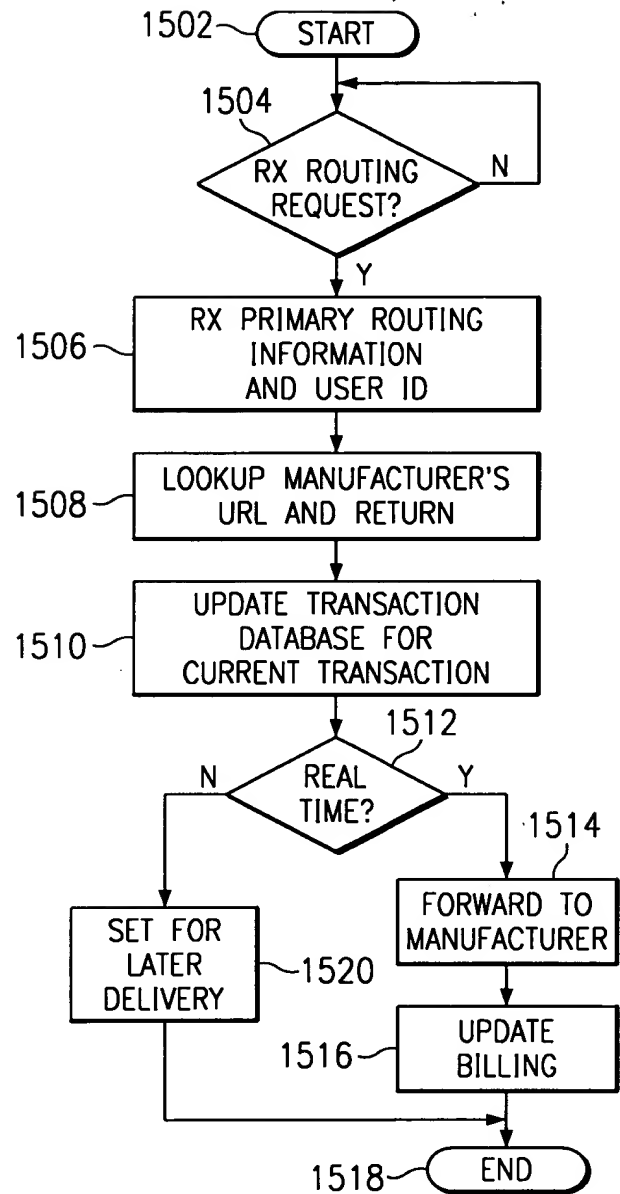 1502
START
1504
RX ROUTING
REQUEST?
N
Y
1506
RX PRIMARY ROUTING
INFORMATION
AND USER ID
1508
LOOKUP MANUFACTURER'S
URL AND RETURN
1510
UPDATE TRANSACTION
DATABASE FOR
CURRENT TRANSACTION
1512
N
REAL
TIME?
Y
1514
FORWARD TO
MANUFACTURER
SET FOR
LATER
DELIVERY
1520
1516
UPDATE
BILLING
1518
END